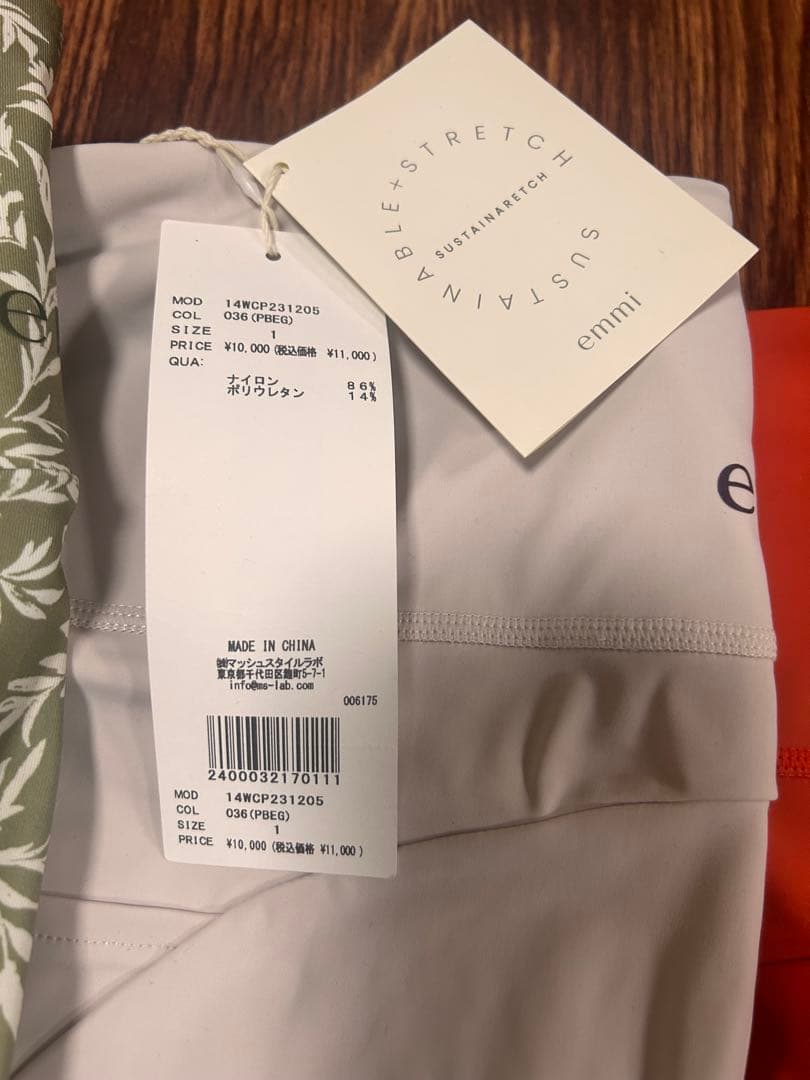 SUSTAINABLE+STRETCH
SUSTAINARETCH
emmi
MOD 14WCP231205
COL 036(PBEG)
SIZE 1
PRICE ¥10,000(税込価格 ¥11,000)
QUA:
ナイロン 86%
ポリウレタン 14%
MADE IN CHINA
㈱マッシュスタイルラボ
東京都千代田区麹町5-7-1
info@ms-lab.com
006175
2400032170111
MOD 14WCP231205
COL 036(PBEG)
SIZE 1
PRICE ¥10,000(税込価格 ¥11,000)
e
e